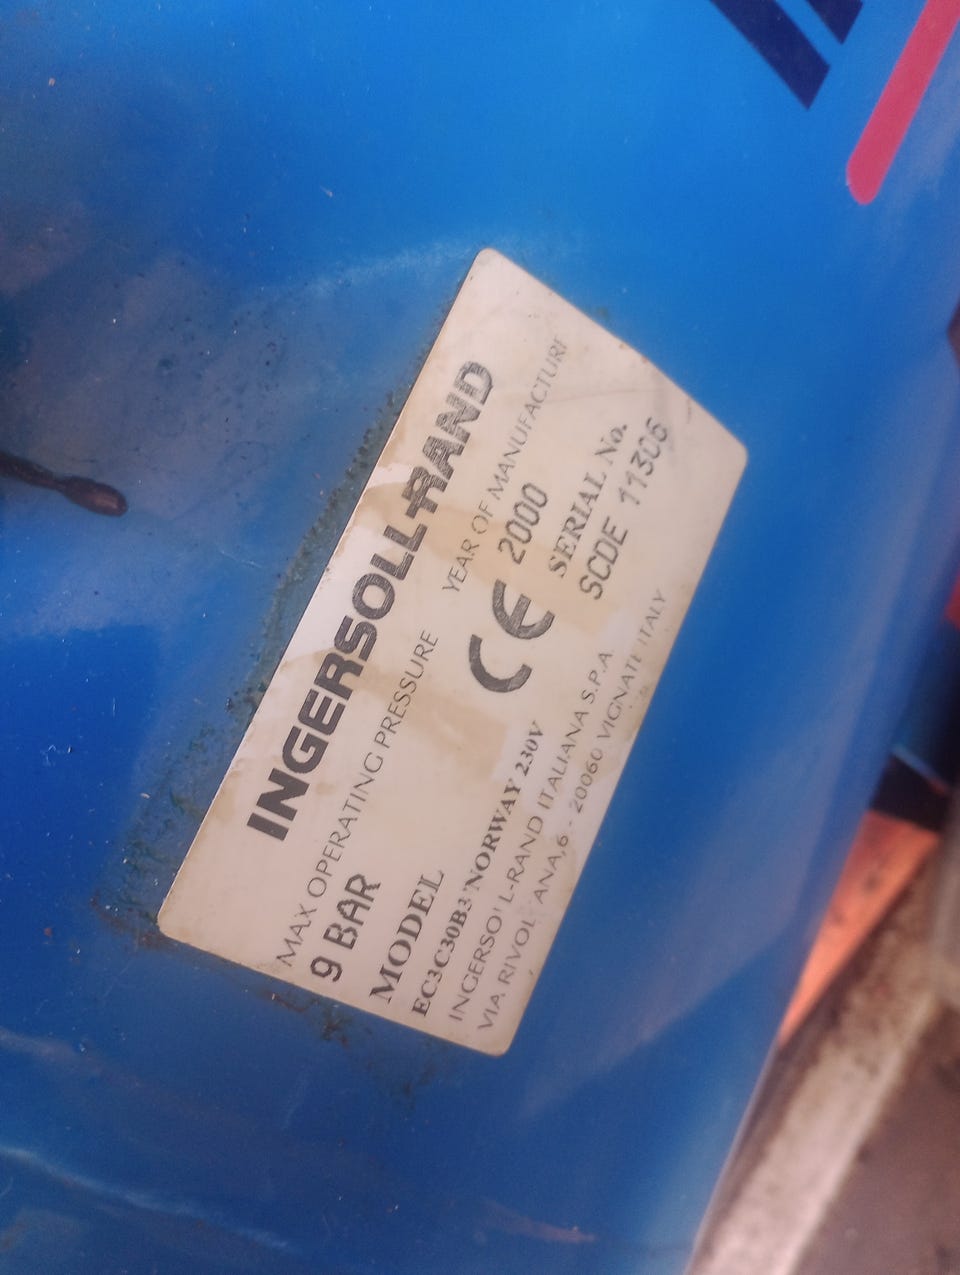 INGERSOLL-RAND
MAX OPERATING PRESSURE
9 BAR
YEAR OF MANUFACTURE
CE 2000
MODEL
SERIAL No.
EC3C30B3'NORWAY 230V
SCDE 11306
INGERSOLL-RAND ITALIANA S.P.A
VIA 6 - 20060 VIGNATE ITALY